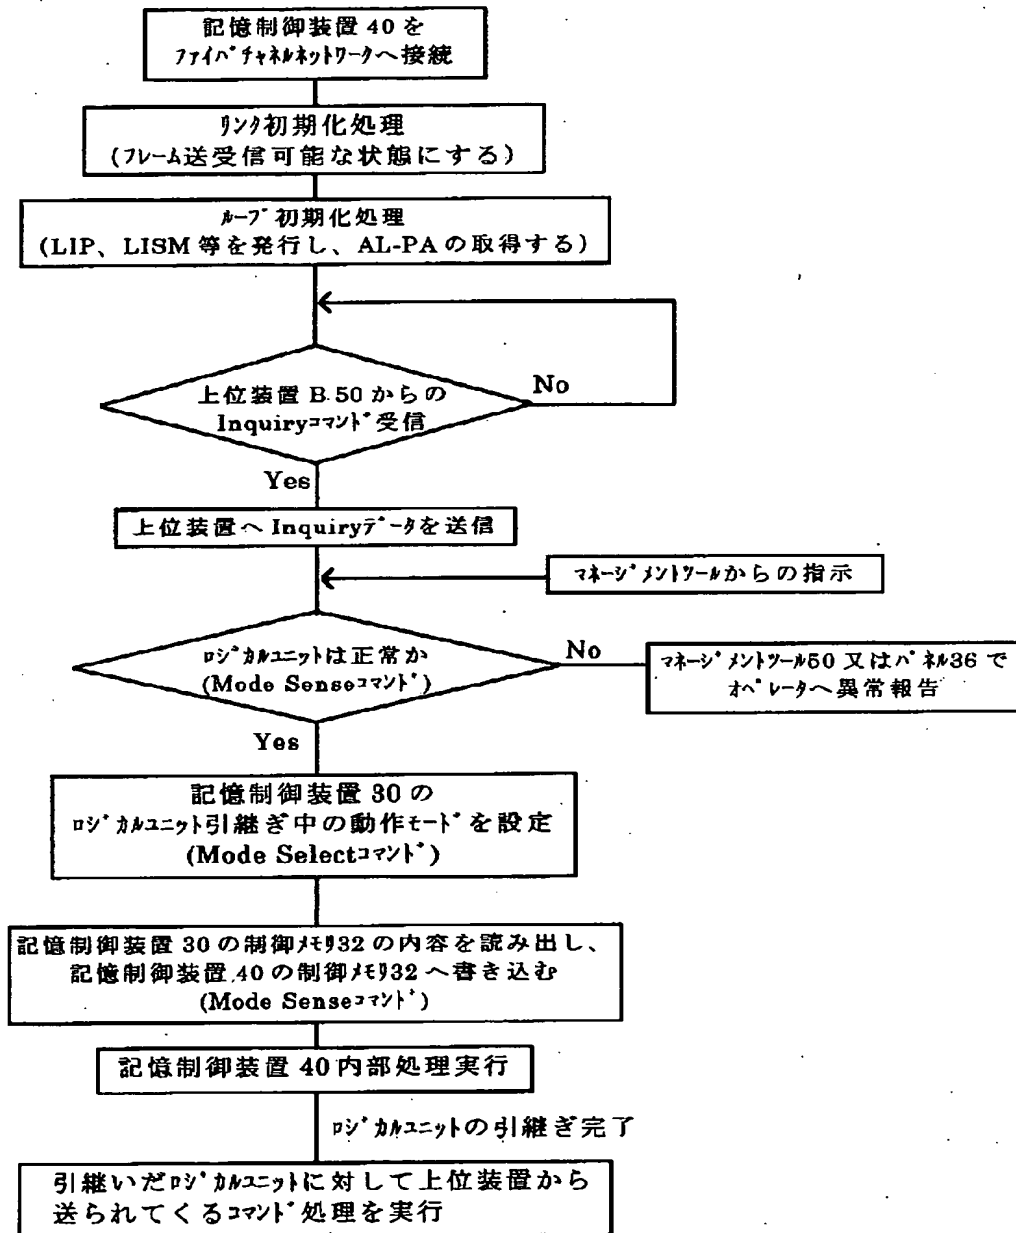 記憶制御装置 40 を
ﾌｧｲﾊﾞﾁｬﾈﾙﾈｯﾄﾜｰｸへ接続
ﾘﾝｸ初期化処理
(ﾌﾚｰﾑ送受信可能な状態にする)
ﾙｰﾌﾟ初期化処理
(LIP、LISM 等を発行し、AL-PA の取得する)
上位装置 B 50 からの
Inquiryｺﾏﾝﾄﾞ受信
No
Yes
上位装置へ Inquiryﾃﾞｰﾀを送信
ﾏﾈｰｼﾞﾒﾝﾄﾂｰﾙからの指示
ﾛｼﾞｶﾙﾕﾆｯﾄは正常か
(Mode Senseｺﾏﾝﾄﾞ)
No
ﾏﾈｰｼﾞﾒﾝﾄﾂｰﾙ50 又はﾊﾟﾈﾙ36 で
ｵﾍﾟﾚｰﾀへ異常報告
Yes
記憶制御装置 30 の
ﾛｼﾞｶﾙﾕﾆｯﾄ引継ぎ中の動作ﾓｰﾄﾞを設定
(Mode Selectｺﾏﾝﾄﾞ)
記憶制御装置 30 の制御ﾒﾓﾘ32 の内容を読み出し、
記憶制御装置 40 の制御ﾒﾓﾘ32 へ書き込む
(Mode Senseｺﾏﾝﾄﾞ)
記憶制御装置 40 内部処理実行
ﾛｼﾞｶﾙﾕﾆｯﾄの引継ぎ完了
引継いだﾛｼﾞｶﾙﾕﾆｯﾄに対して上位装置から
送られてくるｺﾏﾝﾄﾞ処理を実行